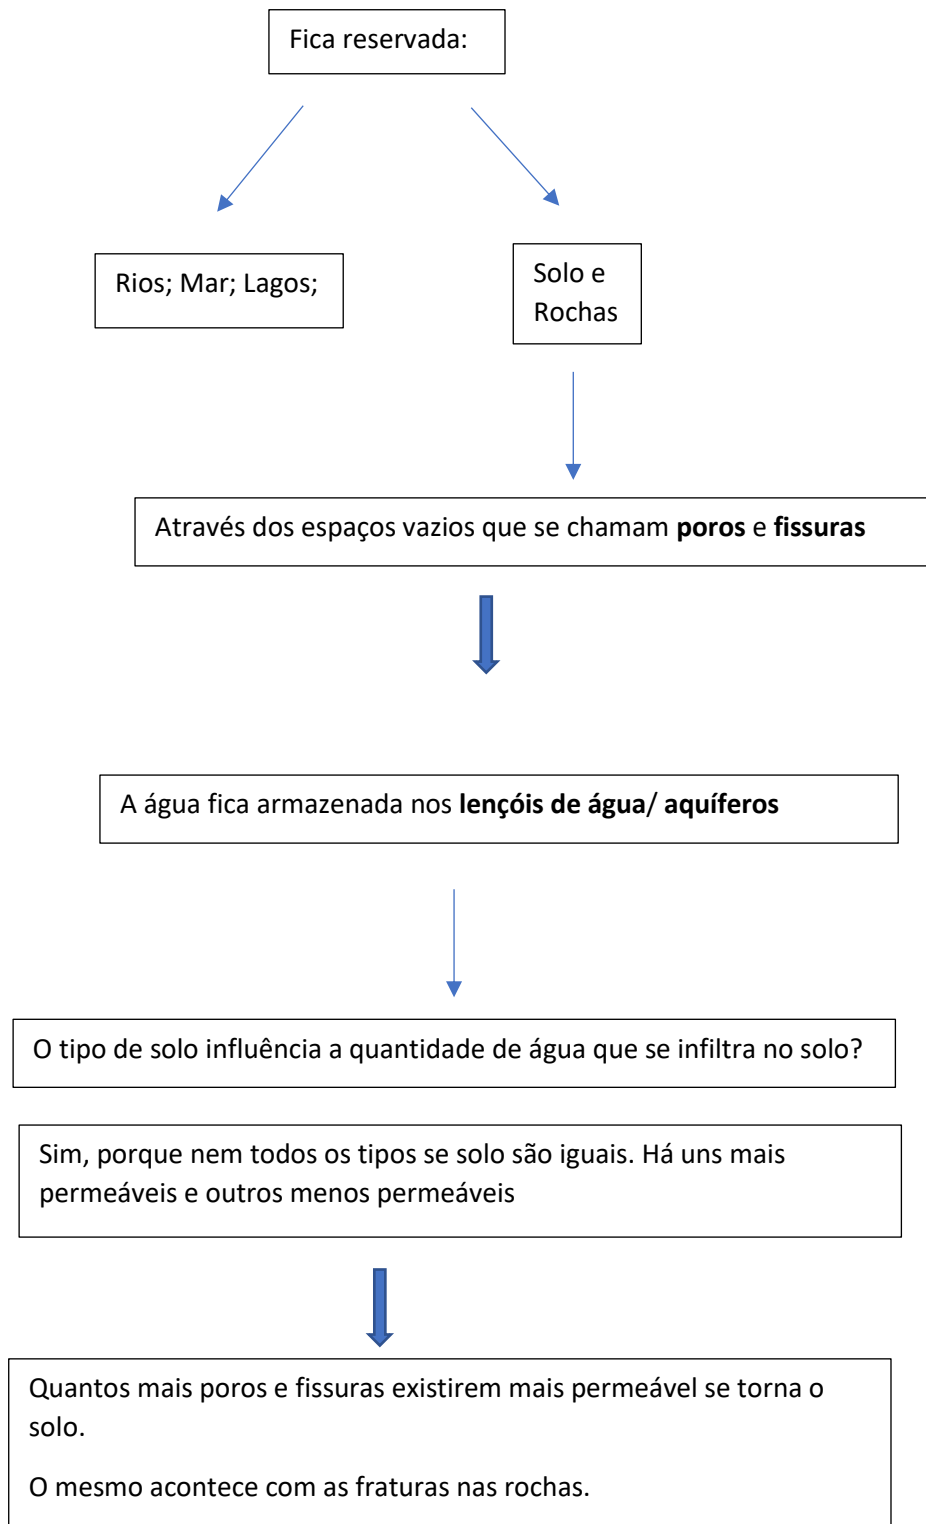 Fica reservada:
Rios; Mar; Lagos;
Solo e
Rochas
Através dos espaços vazios que se chamam poros e fissuras
A água fica armazenada nos lençóis de água/ aquíferos
O tipo de solo influência a quantidade de água que se infiltra no solo?
Sim, porque nem todos os tipos se solo são iguais. Há uns mais
permeáveis e outros menos permeáveis
Quantos mais poros e fissuras existirem mais permeável se torna o
solo.
O mesmo acontece com as fraturas nas rochas.